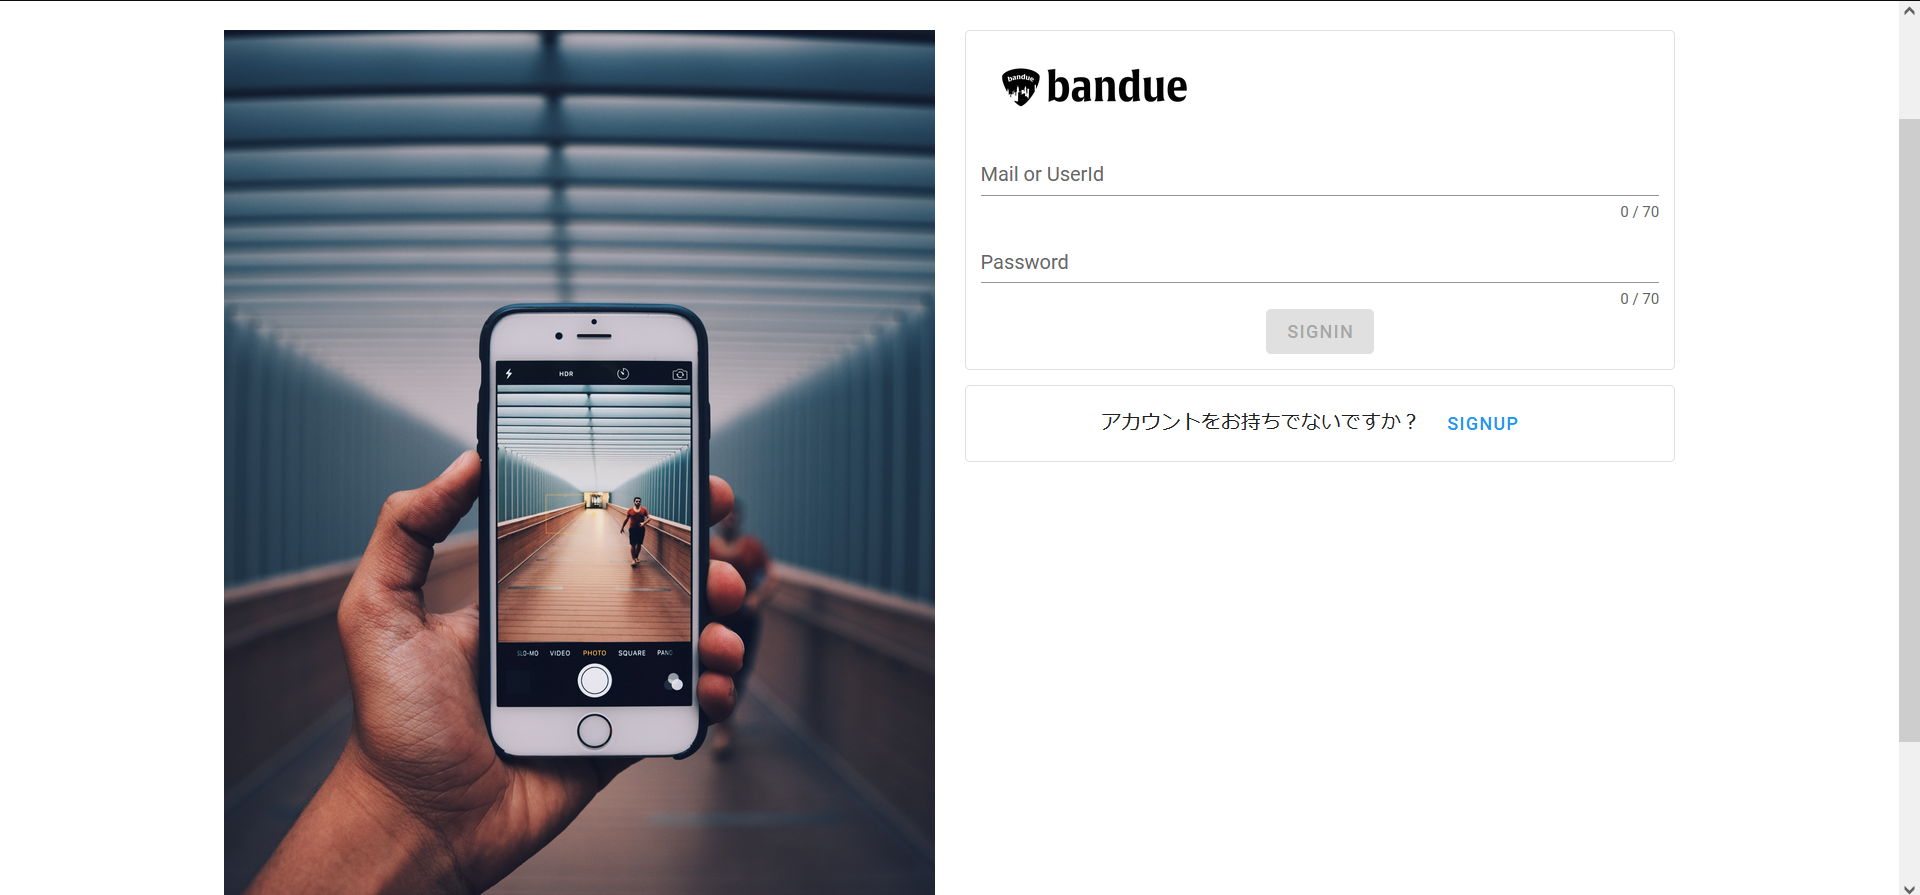 bandue
bandue
Mail or UserId
0 / 70
Password
0 / 70
SIGNIN
アカウントをお持ちでないですか？ SIGNUP
HDR
SLO-MO VIDEO PHOTO SQUARE PANO